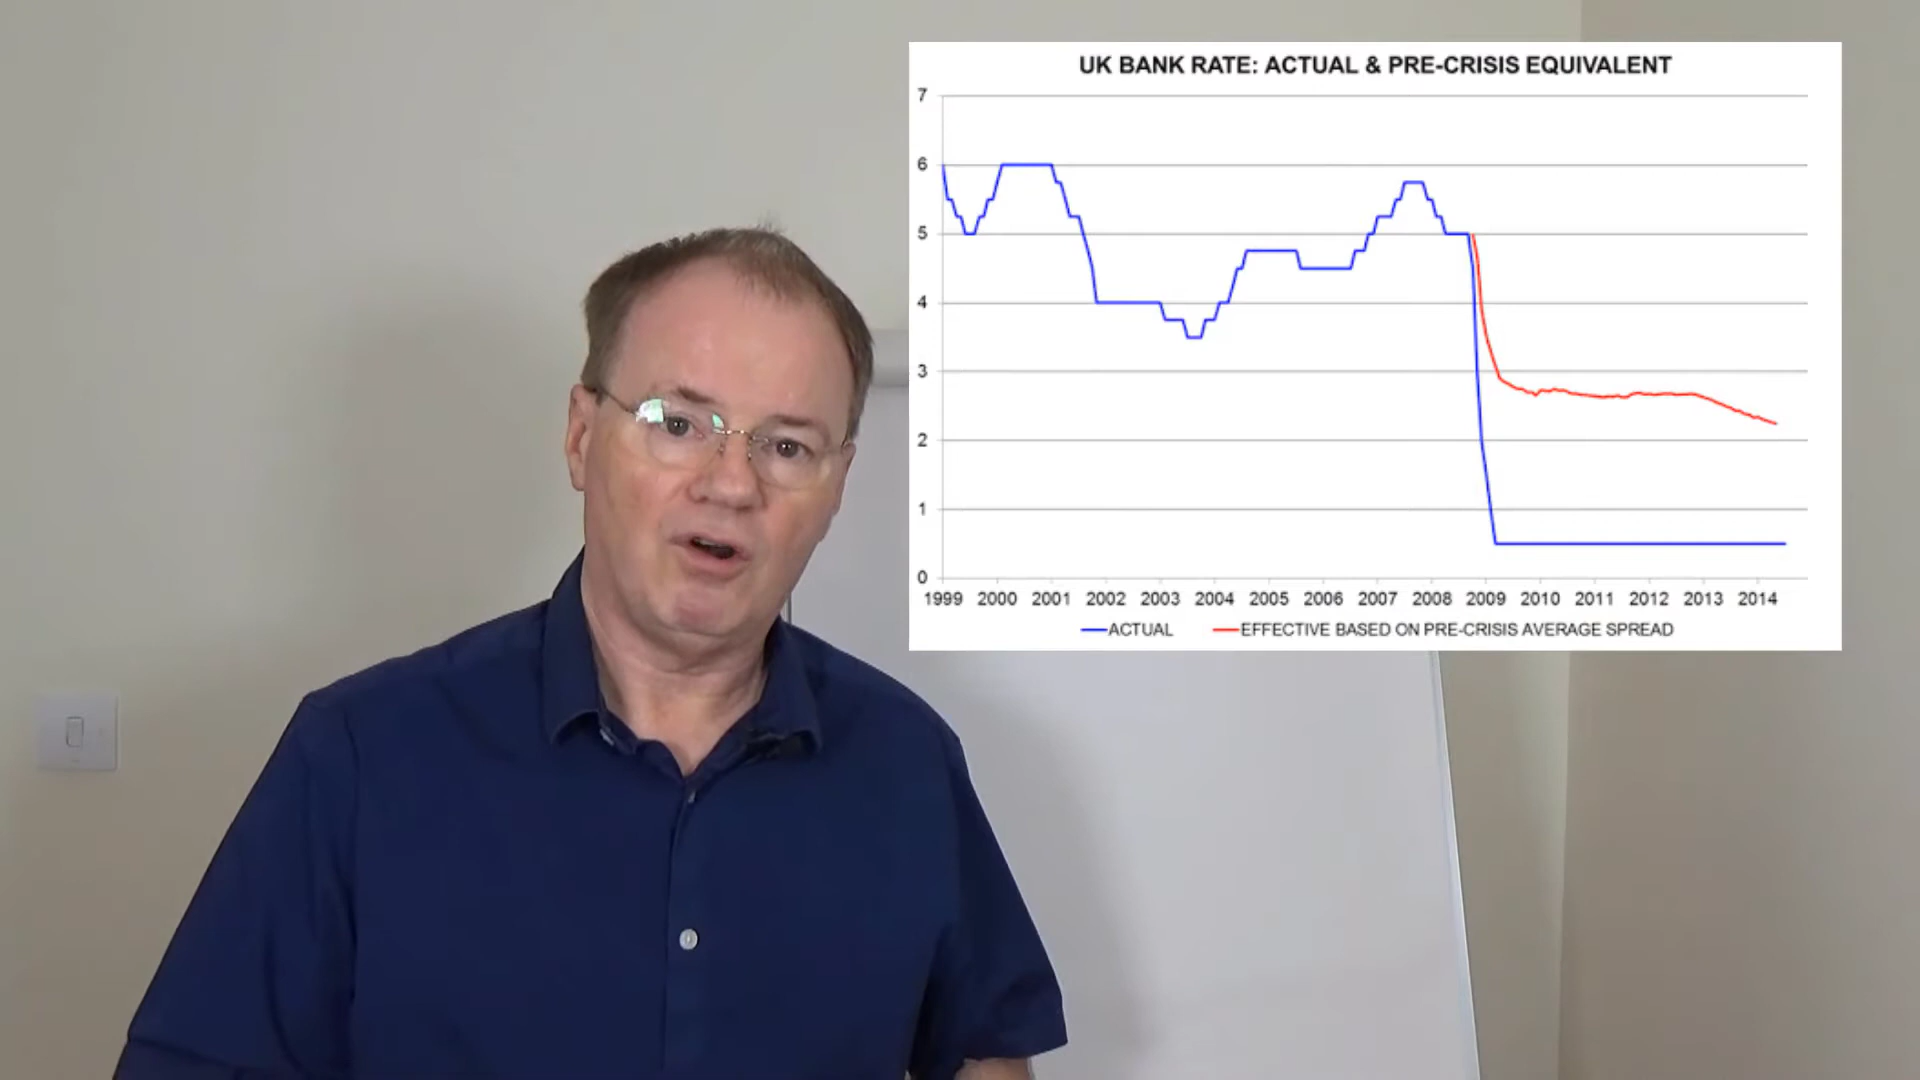 UK BANK RATE: ACTUAL & PRE-CRISIS EQUIVALENT
7
6
5
4
3
2
1
0
1999 2000 2001 2002 2003 2004 2005 2006 2007 2008 2009 2010 2011 2012 2013 2014
ACTUAL EFFECTIVE BASED ON PRE-CRISIS AVERAGE SPREAD